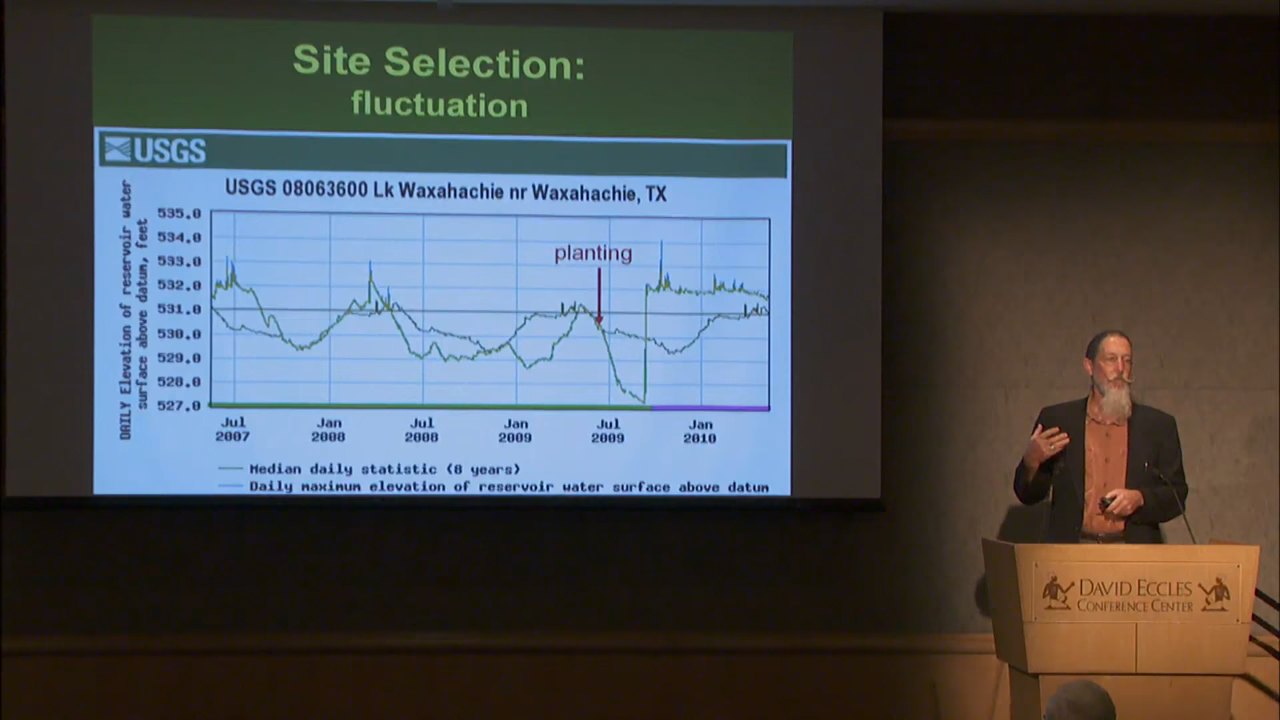 Site Selection:
fluctuation
USGS
USGS 08063600 Lk Waxahachie nr Waxahachie, TX
DAILY Elevation of reservoir water
surface above datum, feet
535.0
534.0
533.0
532.0
531.0
530.0
529.0
528.0
527.0
planting
Jul Jan Jul Jan Jul Jan
2007 2008 2008 2009 2009 2010
Median daily statistic (8 years)
Daily maximum elevation of reservoir water surface above datum
DAVID ECCLES
CONFERENCE CENTER